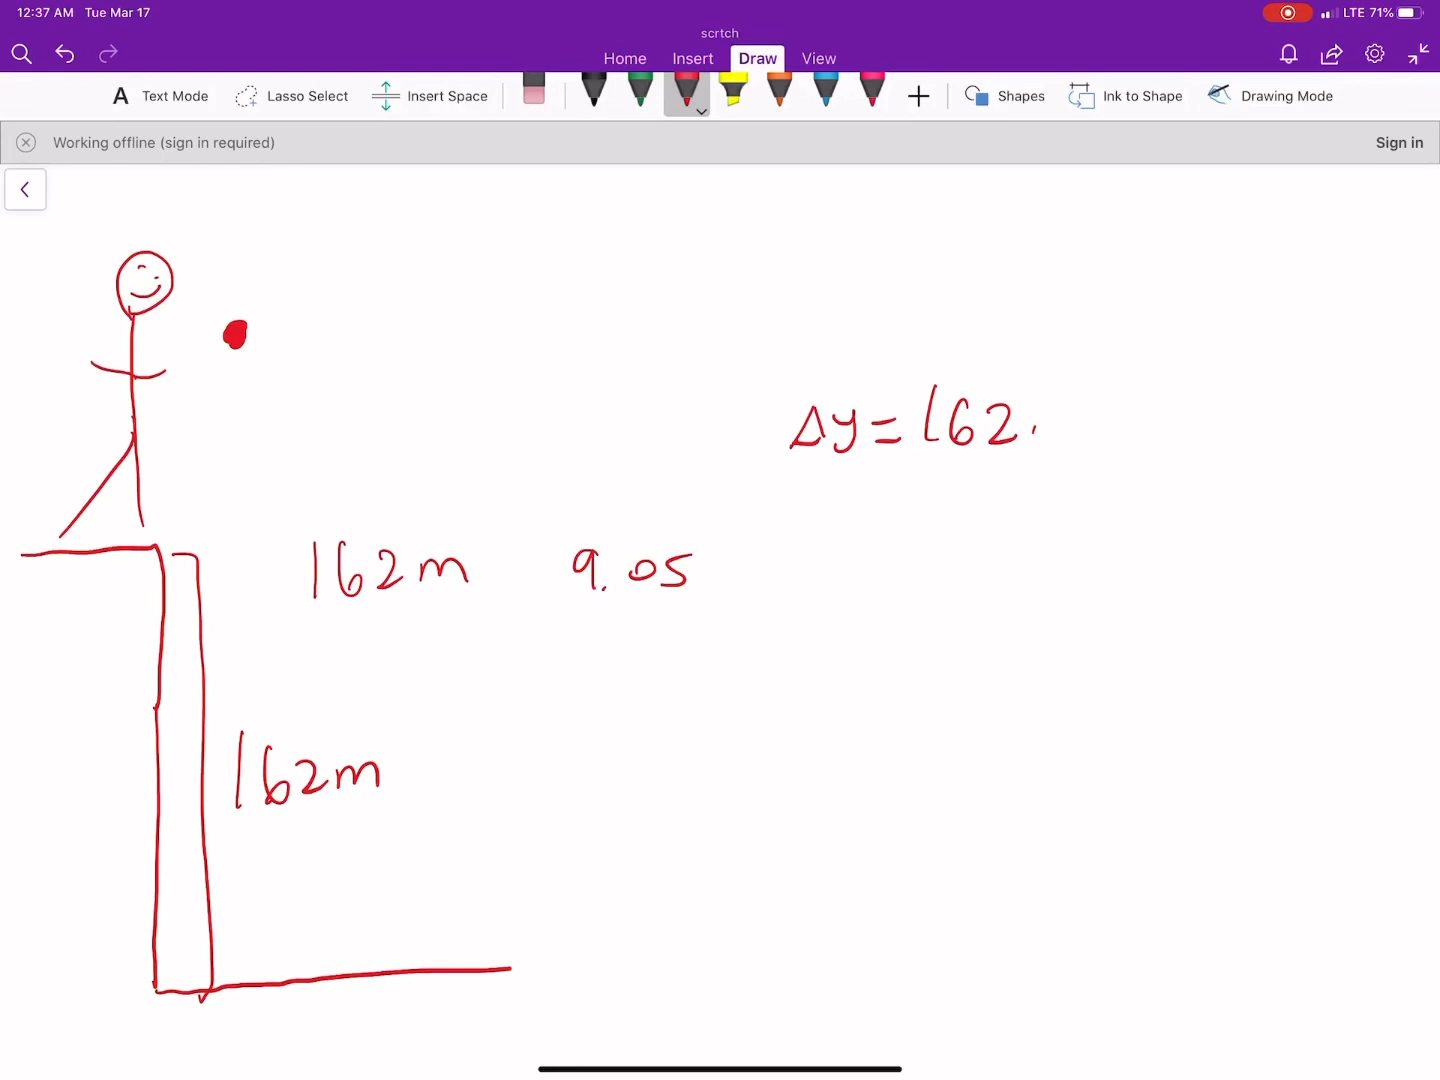 12:37 AM Tue Mar 17 LTE 71%
scrtch
Home Insert Draw View
Text Mode Lasso Select Insert Space Shapes Ink to Shape Drawing Mode
Working offline (sign in required) Sign in
Δy = 162.
162m 9.05
162m